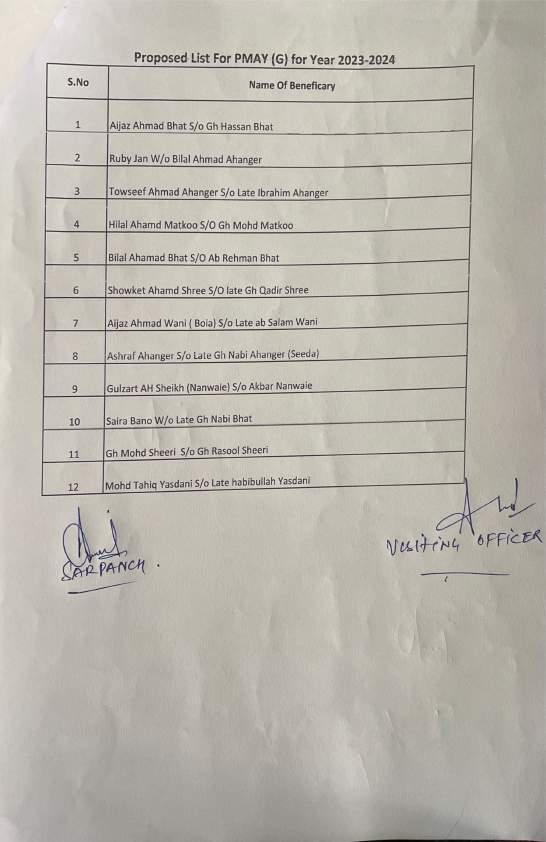 Proposed List For PMAY (G) for Year 2023-2024
S.No Name Of Beneficary
1 Aijaz Ahmad Bhat S/o Gh Hassan Bhat
2 Ruby Jan W/o Bilal Ahmad Ahanger
3 Towseef Ahmad Ahanger S/o Late Ibrahim Ahanger
4 Hilal Ahamd Matkoo S/O Gh Mohd Matkoo
5 Bilal Ahamad Bhat S/O Ab Rehman Bhat
6 Showket Ahamd Shree S/O late Gh Qadir Shree
7 Aijaz Ahmad Wani ( Boia) S/o Late ab Salam Wani
8 Ashraf Ahanger S/o Late Gh Nabi Ahanger (Seeda)
9 Gulzart AH Sheikh (Nanwaie) S/o Akbar Nanwaie
10 Saira Bano W/o Late Gh Nabi Bhat
11 Gh Mohd Sheeri S/o Gh Rasool Sheeri
12 Mohd Tahiq Yasdani S/o Late habibullah Yasdani
SARPANCH .
VISITING OFFICER